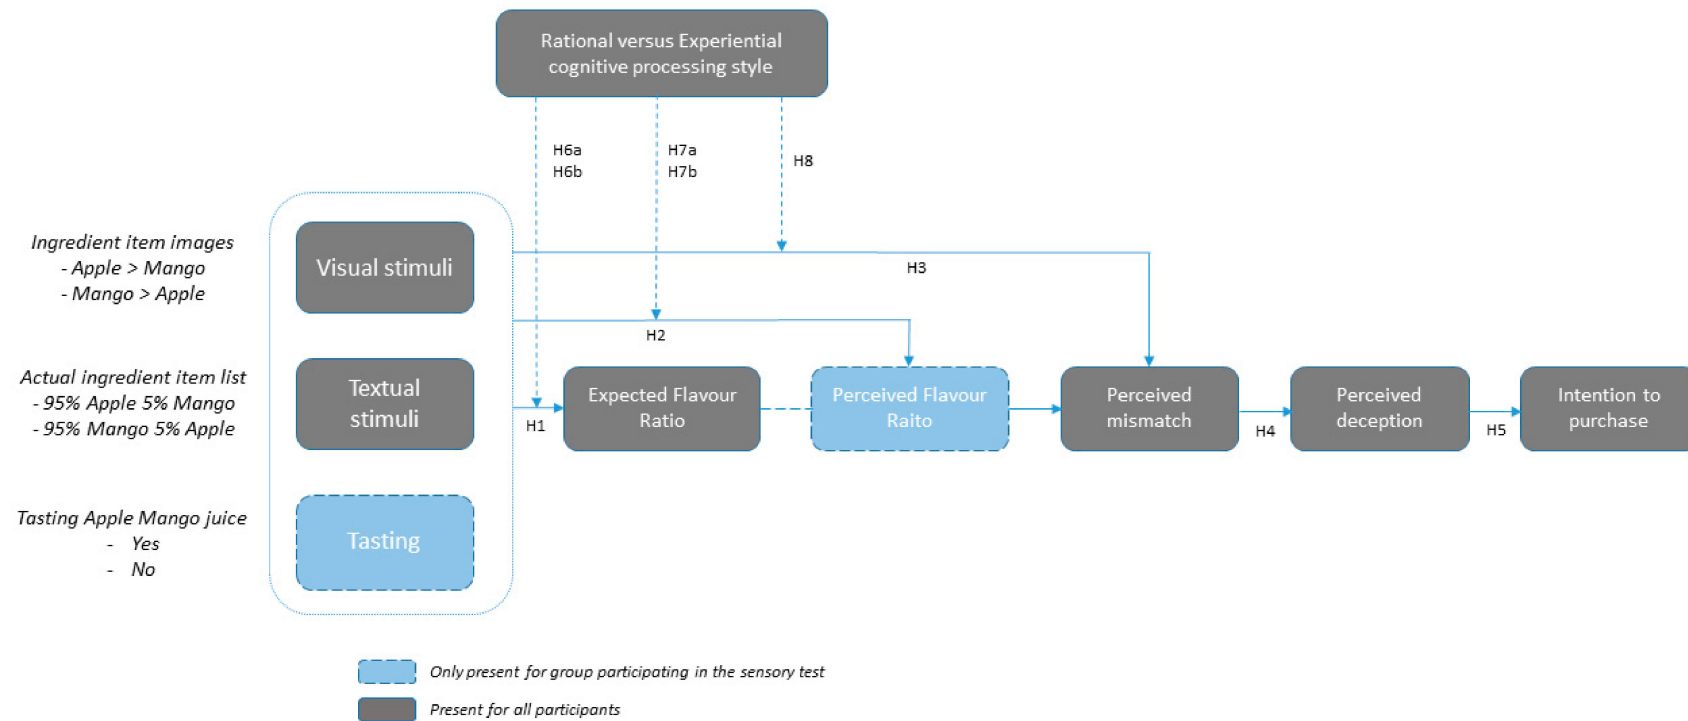 Rational versus Experiential
cognitive processing style
H6a
H6b
H7a
H7b
H8
Ingredient item images
- Apple > Mango
- Mango > Apple
Visual stimuli
H3
H2
Actual ingredient item list
- 95% Apple 5% Mango
- 95% Mango 5% Apple
Textual
stimuli
H1
Expected Flavour
Ratio
Perceived Flavour
Raito
Perceived
mismatch
H4
Perceived
deception
H5
Intention to
purchase
Tasting Apple Mango juice
- Yes
- No
Tasting
Only present for group participating in the sensory test
Present for all participants